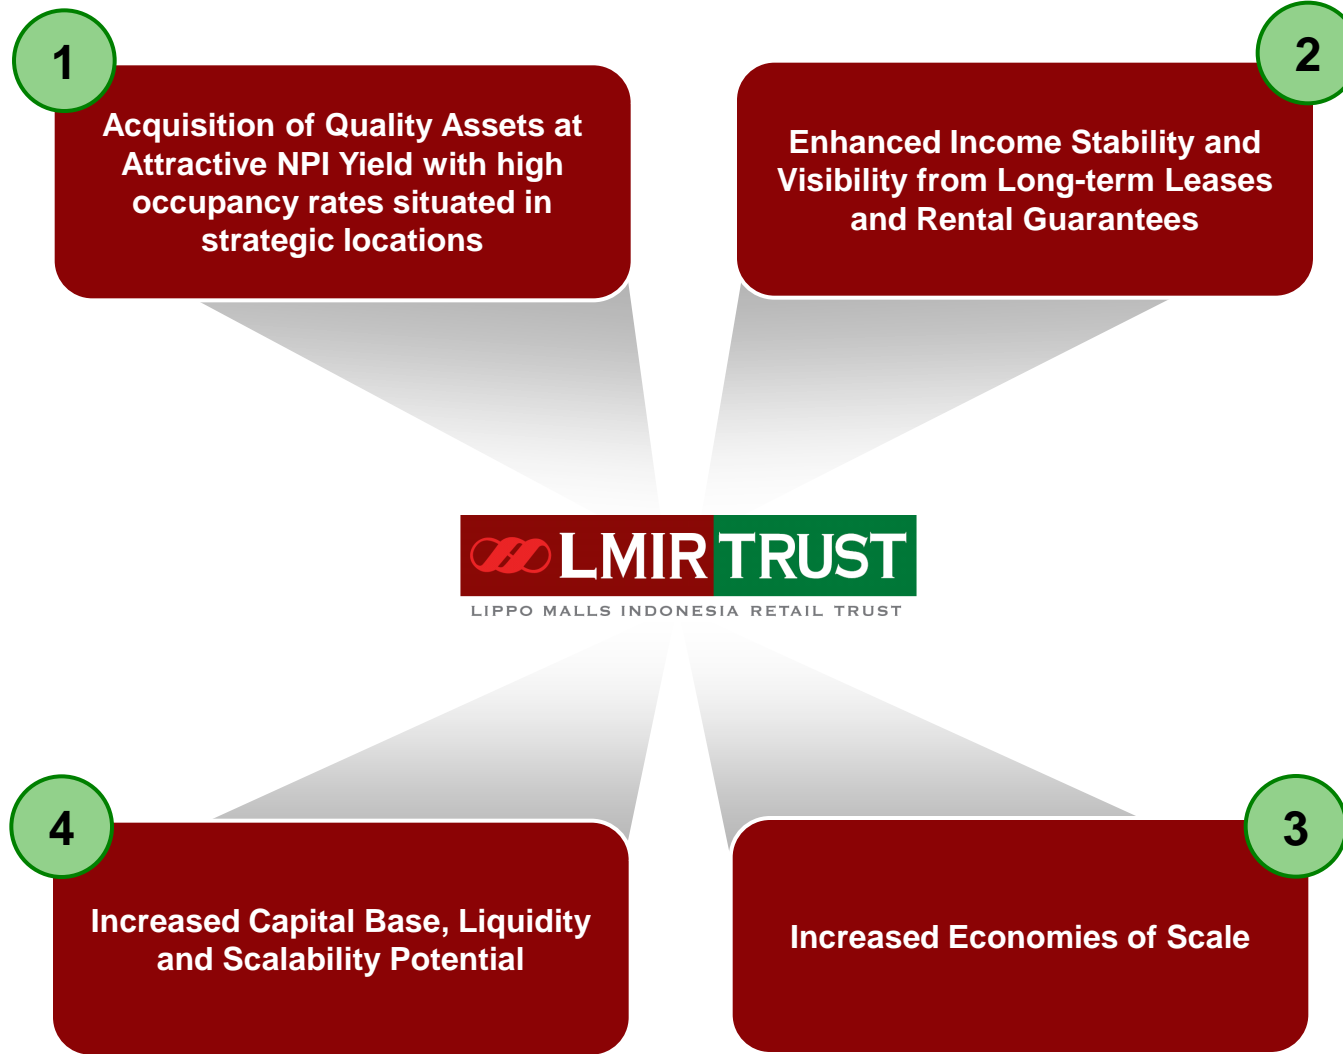 1
Acquisition of Quality Assets at
Attractive NPI Yield with high
occupancy rates situated in
strategic locations
2
Enhanced Income Stability and
Visibility from Long-term Leases
and Rental Guarantees
LMIR TRUST
LIPPO MALLS INDONESIA RETAIL TRUST
4
Increased Capital Base, Liquidity
and Scalability Potential
3
Increased Economies of Scale